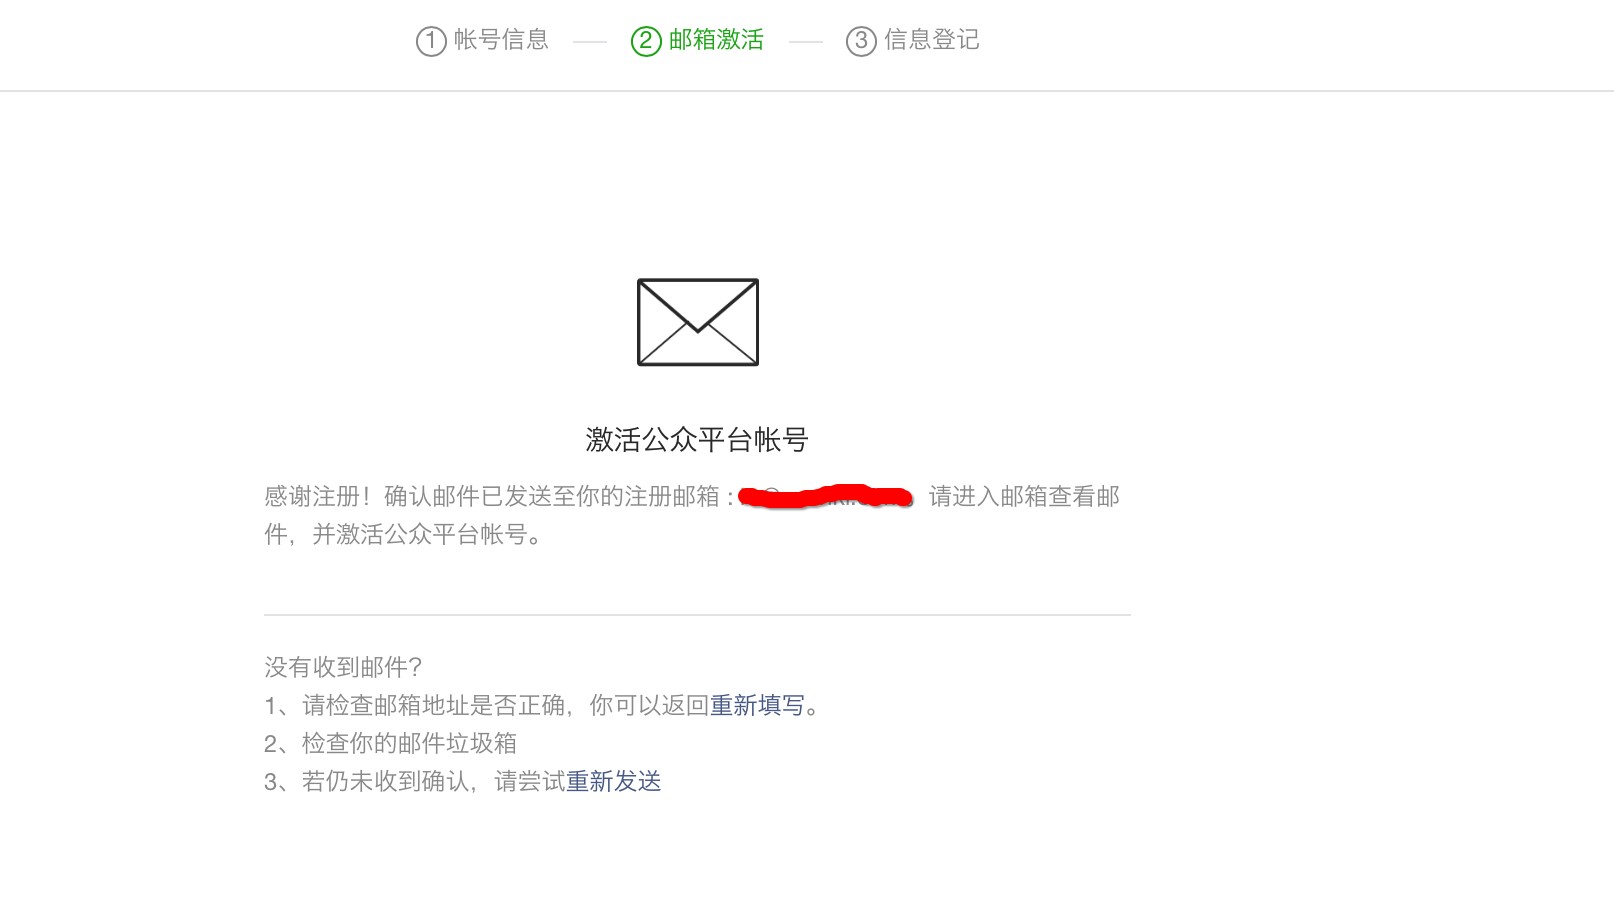 1 帐号信息 2 邮箱激活 3 信息登记
激活公众平台帐号
感谢注册！确认邮件已发送至你的注册邮箱： 请进入邮箱查看邮
件，并激活公众平台帐号。
没有收到邮件？
1、请检查邮箱地址是否正确，你可以返回重新填写。
2、检查你的邮件垃圾箱
3、若仍未收到确认，请尝试重新发送